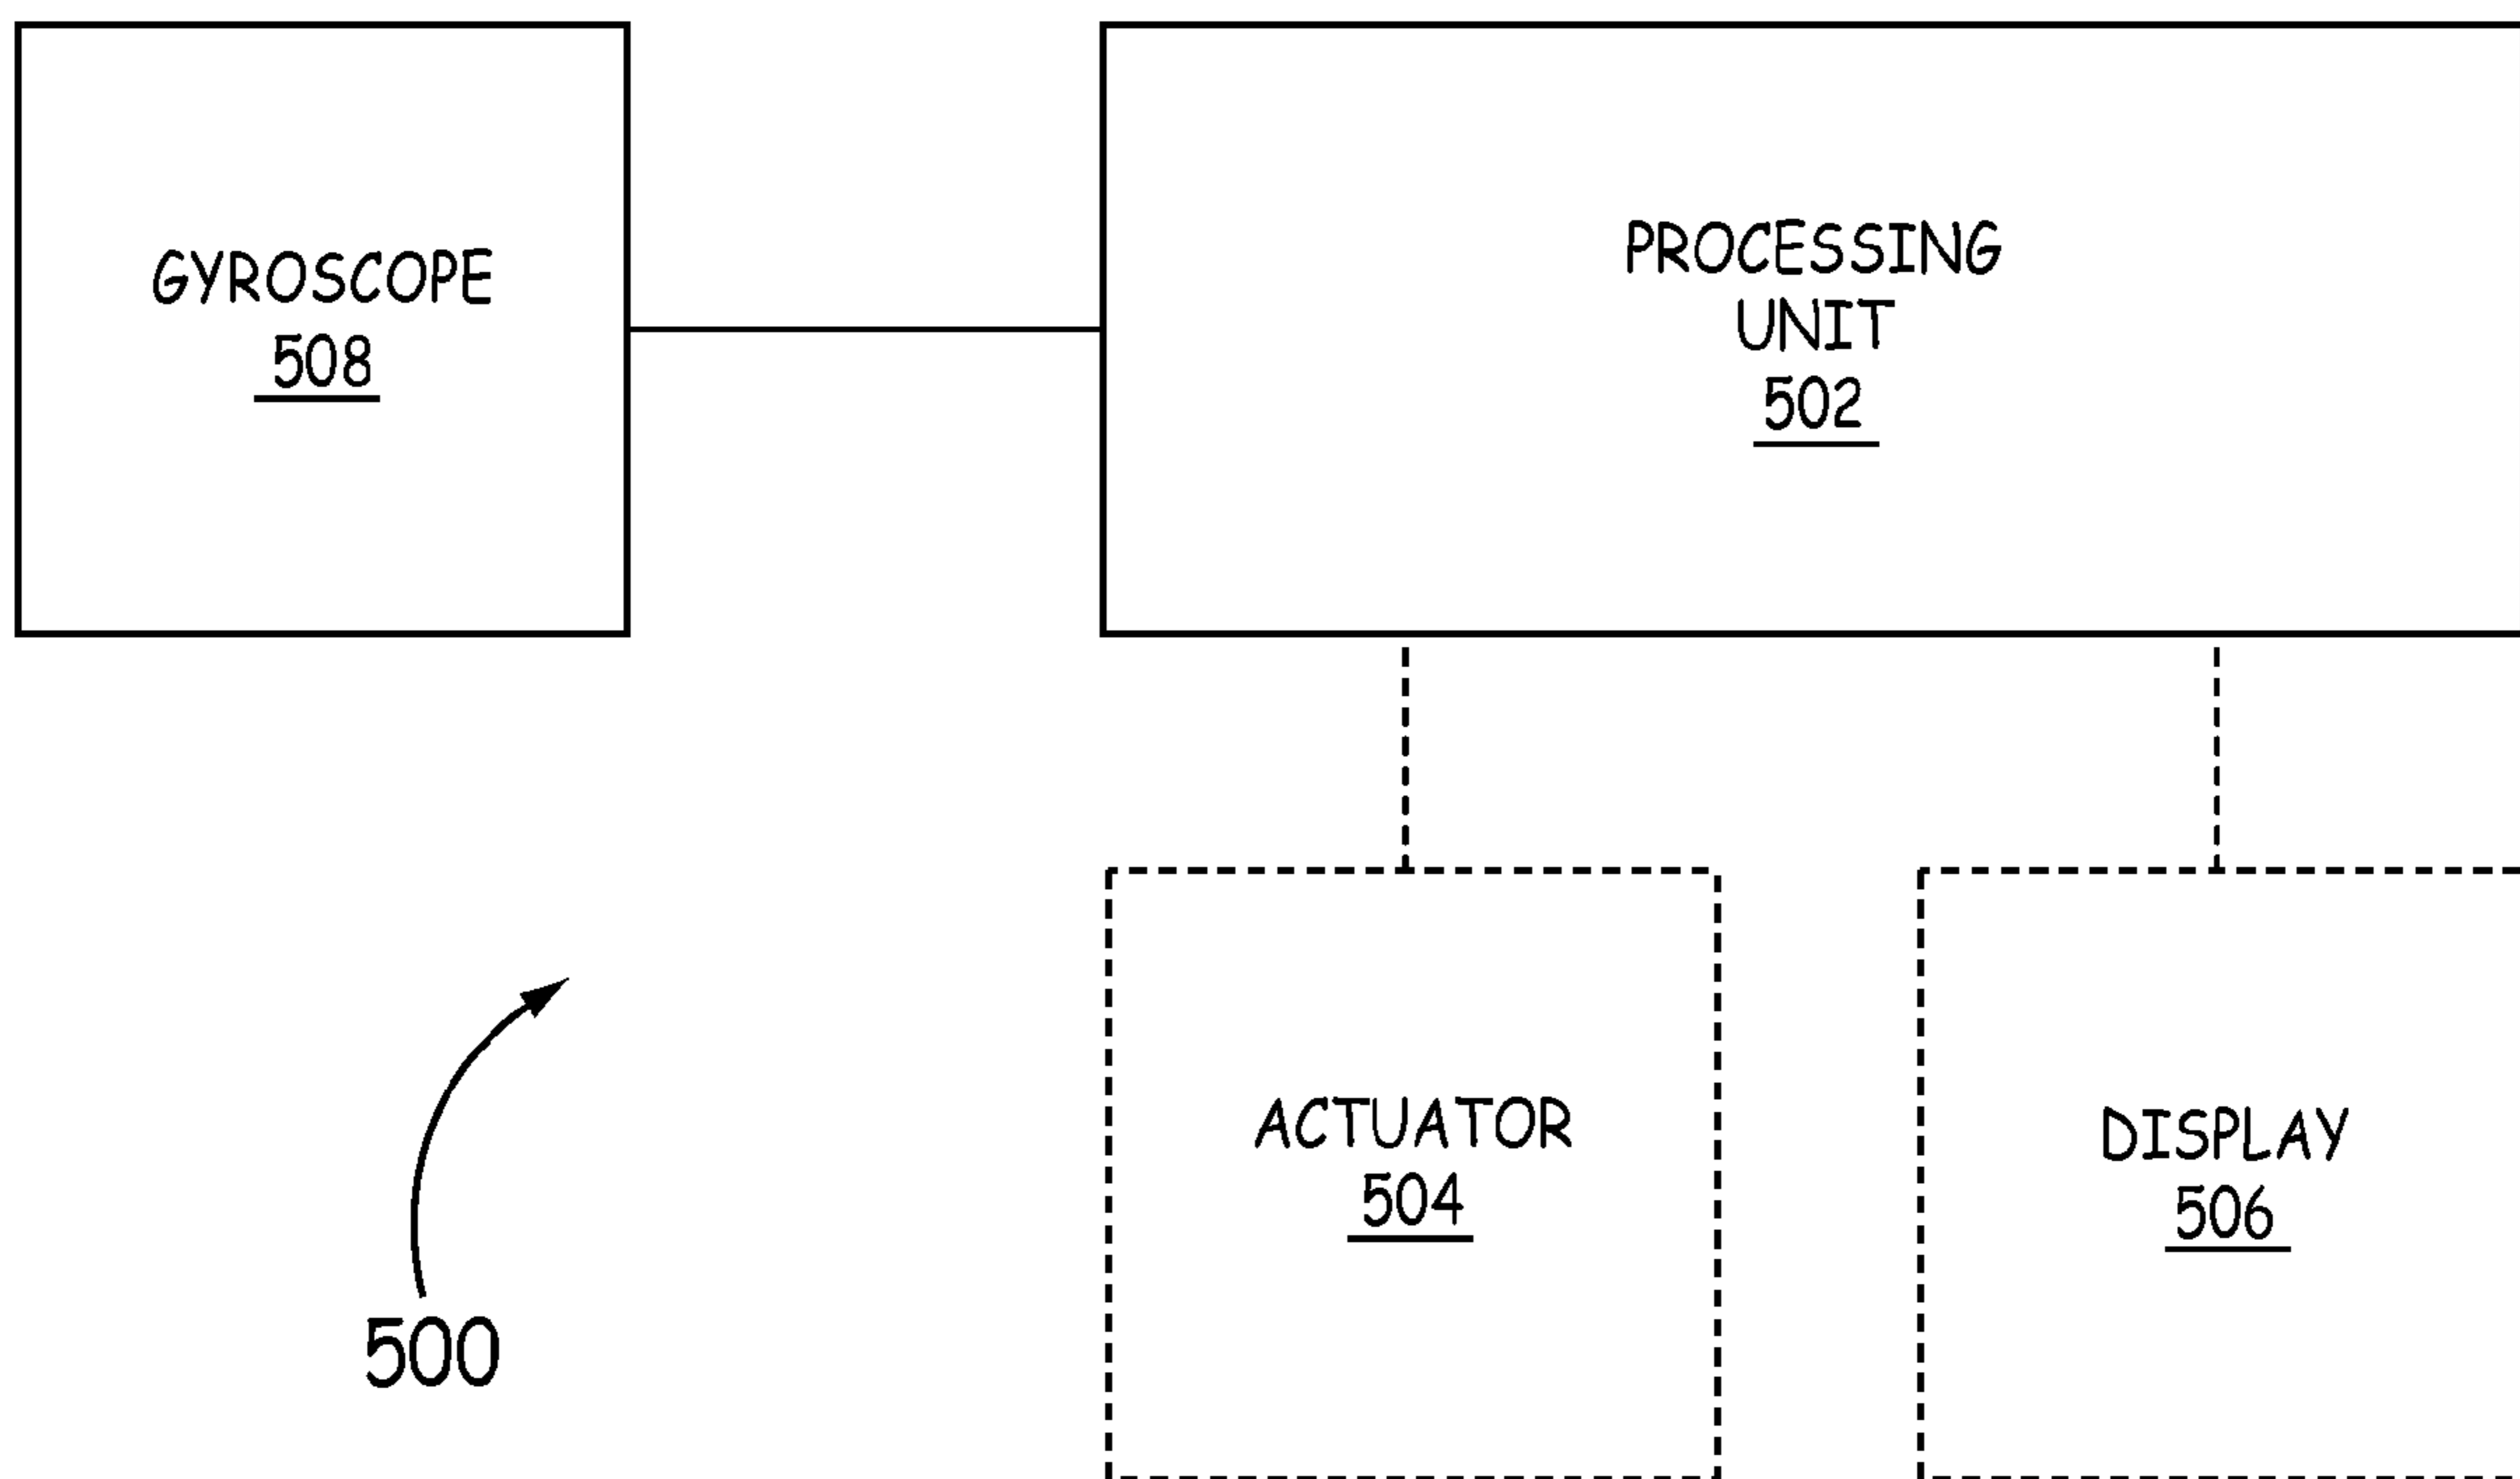 GYROSCOPE
508
PROCESSING
UNIT
502
ACTUATOR
504
DISPLAY
506
500